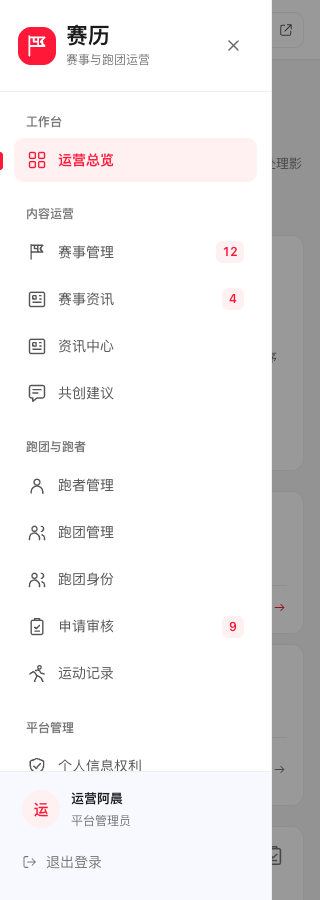 赛历
赛事与跑团运营
工作台
运营总览
内容运营
赛事管理 12
赛事资讯 4
资讯中心
共创建议
跑团与跑者
跑者管理
跑团管理
跑团身份
申请审核 9
运动记录
平台管理
个人信息权利
运 运营阿晨
平台管理员
退出登录
处理影